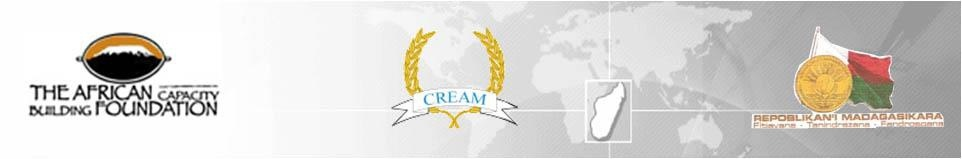 THE AFRICAN CAPACITY
BUILDING FOUNDATION
CREAM
REPOBLIKAN'I MADAGASIKARA
Fitiavana - Tanindrazana - Fandrosoana